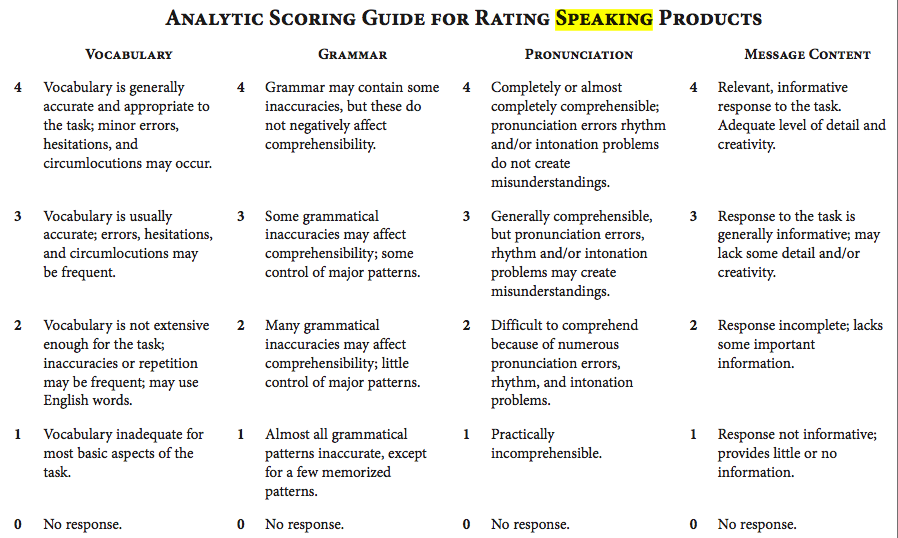 Analytic Scoring Guide for Rating Speaking Products
Vocabulary
4 Vocabulary is generally
accurate and appropriate to
the task; minor errors,
hesitations, and
circumlocutions may occur.
3 Vocabulary is usually
accurate; errors, hesitations,
and circumlocutions may
be frequent.
2 Vocabulary is not extensive
enough for the task;
inaccuracies or repetition
may be frequent; may use
English words.
1 Vocabulary inadequate for
most basic aspects of the
task.
0 No response.
Grammar
4 Grammar may contain some
inaccuracies, but these do
not negatively affect
comprehensibility.
3 Some grammatical
inaccuracies may affect
comprehensibility; some
control of major patterns.
2 Many grammatical
inaccuracies may affect
comprehensibility; little
control of major patterns.
1 Almost all grammatical
patterns inaccurate, except
for a few memorized
patterns.
0 No response.
Pronunciation
4 Completely or almost
completely comprehensible;
pronunciation errors rhythm
and/or intonation problems
do not create
misunderstandings.
3 Generally comprehensible,
but pronunciation errors,
rhythm and/or intonation
problems may create
misunderstandings.
2 Difficult to comprehend
because of numerous
pronunciation errors,
rhythm, and intonation
problems.
1 Practically
incomprehensible.
0 No response.
Message Content
4 Relevant, informative
response to the task.
Adequate level of detail and
creativity.
3 Response to the task is
generally informative; may
lack some detail and/or
creativity.
2 Response incomplete; lacks
some important
information.
1 Response not informative;
provides little or no
information.
0 No response.